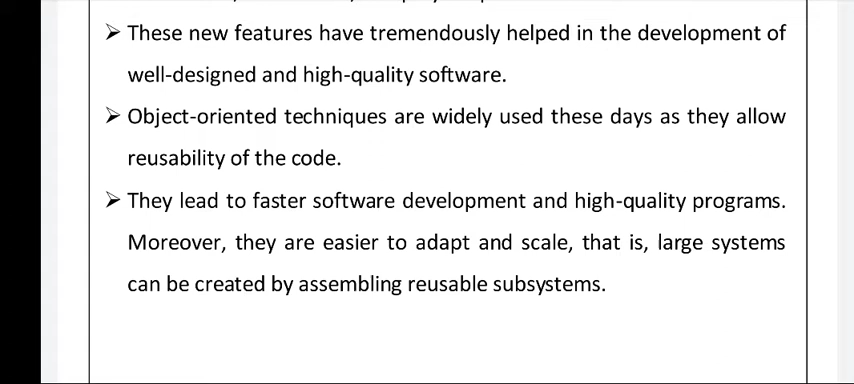 ➢ These new features have tremendously helped in the development of
well-designed and high-quality software.
➢ Object-oriented techniques are widely used these days as they allow
reusability of the code.
➢ They lead to faster software development and high-quality programs.
Moreover, they are easier to adapt and scale, that is, large systems
can be created by assembling reusable subsystems.